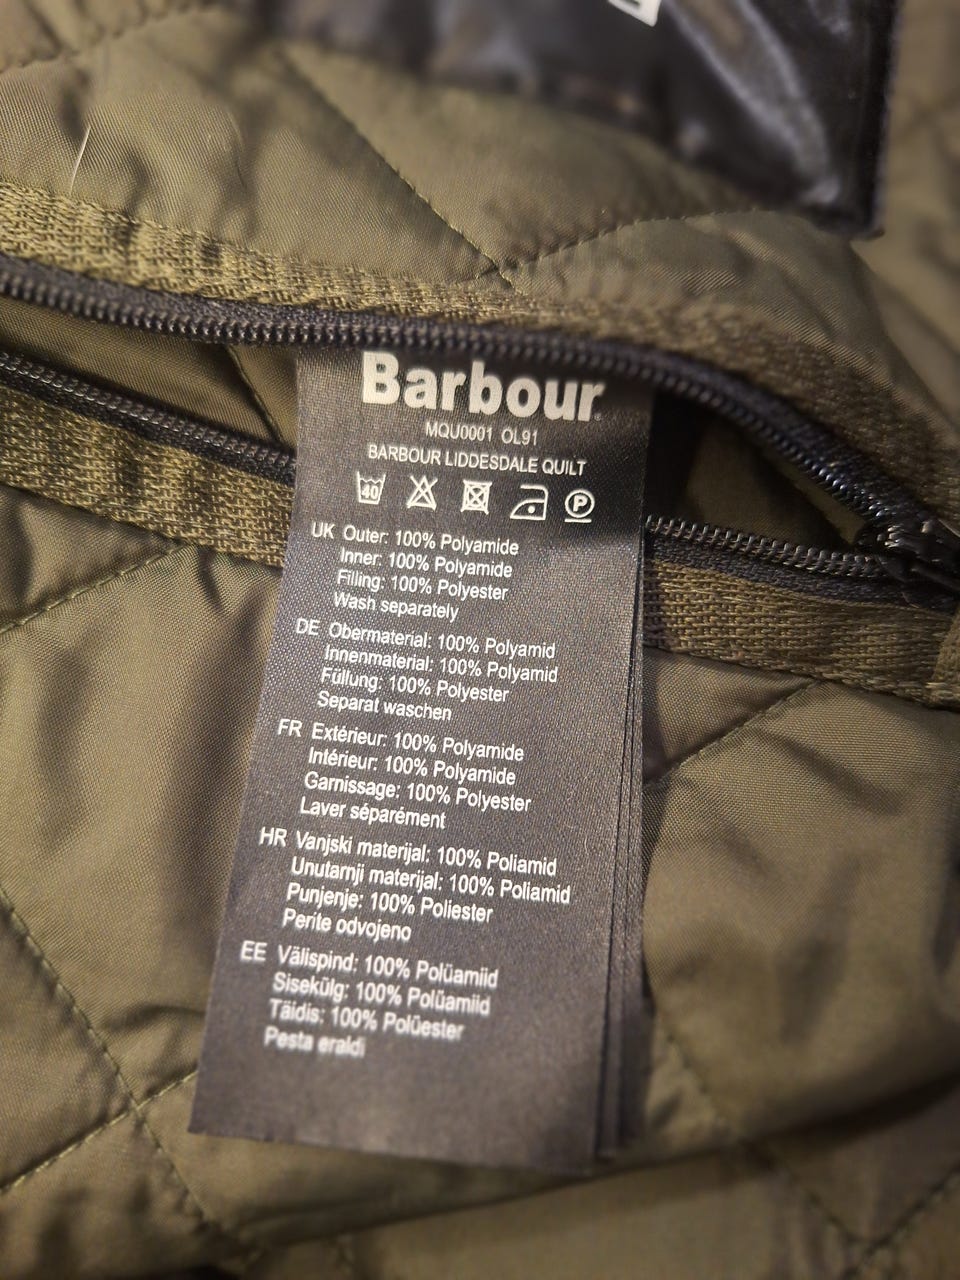 Barbour
MQU0001 OL91
BARBOUR LIDDESDALE QUILT
40 P
UK Outer: 100% Polyamide
Inner: 100% Polyamide
Filling: 100% Polyester
Wash separately
DE Obermaterial: 100% Polyamid
Innenmaterial: 100% Polyamid
Füllung: 100% Polyester
Separat waschen
FR Extérieur: 100% Polyamide
Intérieur: 100% Polyamide
Garnissage: 100% Polyester
Laver séparément
HR Vanjski materijal: 100% Poliamid
Unutarnji materijal: 100% Poliamid
Punjenje: 100% Poliester
Perite odvojeno
EE Välispind: 100% Polüamiid
Sisekülg: 100% Polüamiid
Täidis: 100% Polüester
Pesta eraldi